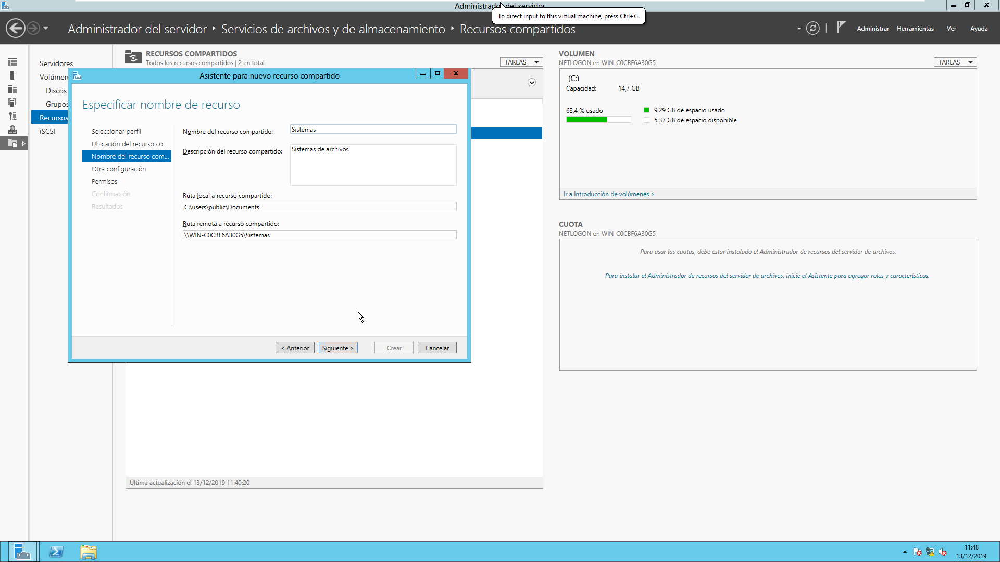 Administrador del servidor
To direct input to this virtual machine, press Ctrl+G.
Administrador del servidor ‣ Servicios de archivos y de almacenamiento ‣ Recursos compartidos
Administrar
Herramientas
Ver
Ayuda
Servidores
Volúmen
Discos
Grupos
Recursos
iSCSI
RECURSOS COMPARTIDOS
Todos los recursos compartidos | 2 en total
TAREAS
Asistente para nuevo recurso compartido
Especificar nombre de recurso
Seleccionar perfil
Ubicación del recurso co...
Nombre del recurso com...
Otra configuración
Permisos
Confirmación
Resultados
Nombre del recurso compartido:
Sistemas
Descripción del recurso compartido:
Sistemas de archivos
Ruta local a recurso compartido:
C:\users\public\Documents
Ruta remota a recurso compartido:
\\WIN-C0CBF6A30G5\Sistemas
< Anterior
Siguiente >
Crear
Cancelar
Última actualización el 13/12/2019 11:40:20
VOLUMEN
NETLOGON en WIN-C0CBF6A30G5
TAREAS
(C:)
Capacidad: 14,7 GB
63,4 % usado
9,29 GB de espacio usado
5,37 GB de espacio disponible
Ir a Introducción de volúmenes >
CUOTA
NETLOGON en WIN-C0CBF6A30G5
Para usar las cuotas, debe estar instalado el Administrador de recursos del servidor de archivos.
Para instalar el Administrador de recursos del servidor de archivos, inicie el Asistente para agregar roles y características.
11:48
13/12/2019